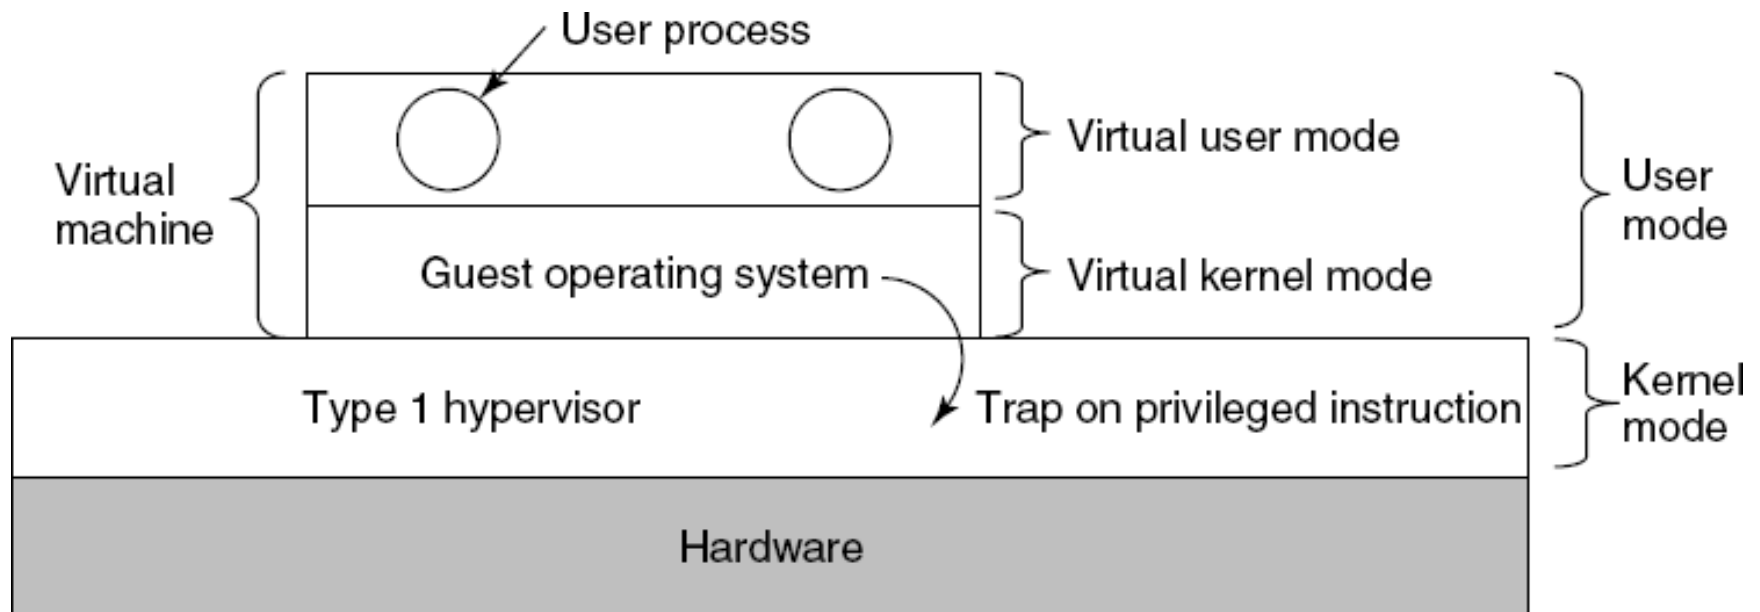 User process
Virtual user mode
Virtual
machine
User
mode
Guest operating system
Virtual kernel mode
Type 1 hypervisor
Trap on privileged instruction
Kernel
mode
Hardware